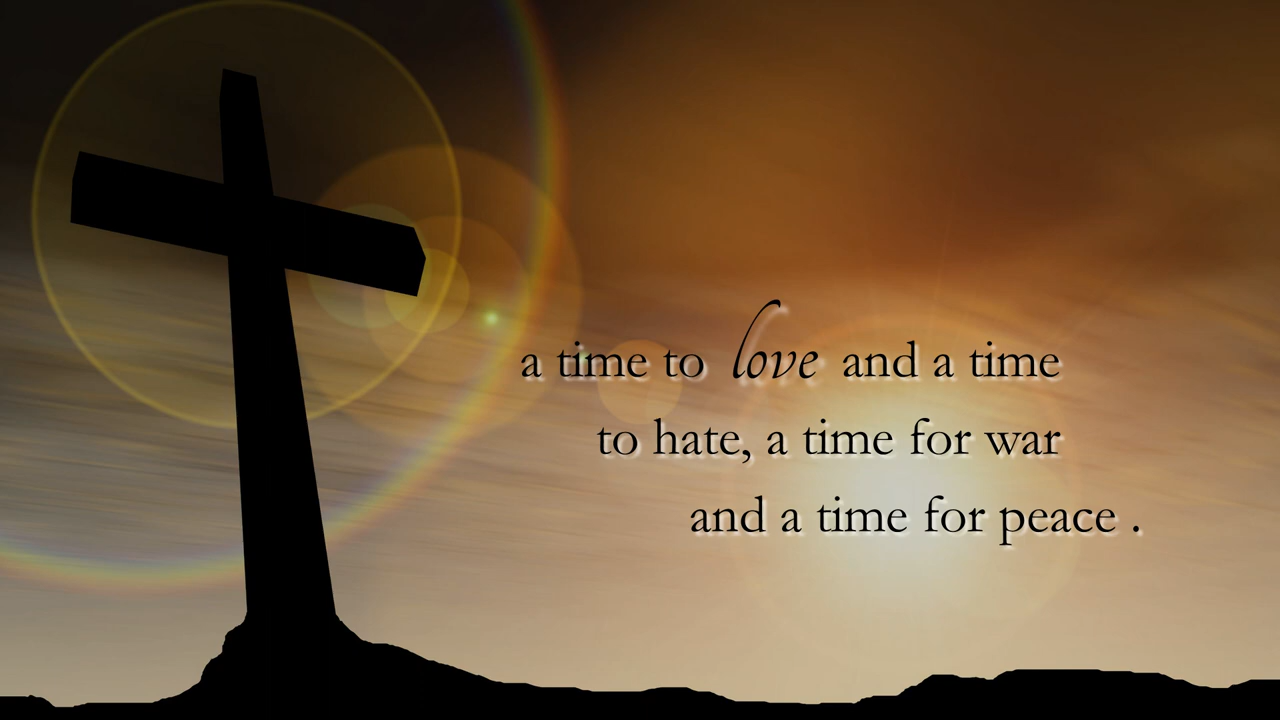 a time to love and a time
to hate, a time for war
and a time for peace .